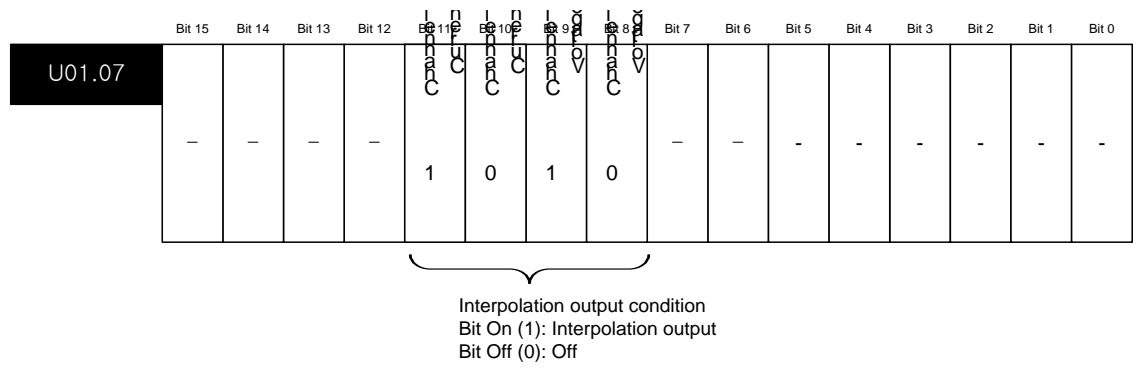 Bit 15 Bit 14 Bit 13 Bit 12 Bit 11 Bit 10 Bit 9 Bit 8 Bit 7 Bit 6 Bit 5 Bit 4 Bit 3 Bit 2 Bit 1 Bit 0
U01.07
– – – – – – - - - - - -
1 0 1 0
Interpolation output condition
Bit On (1): Interpolation output
Bit Off (0): Off